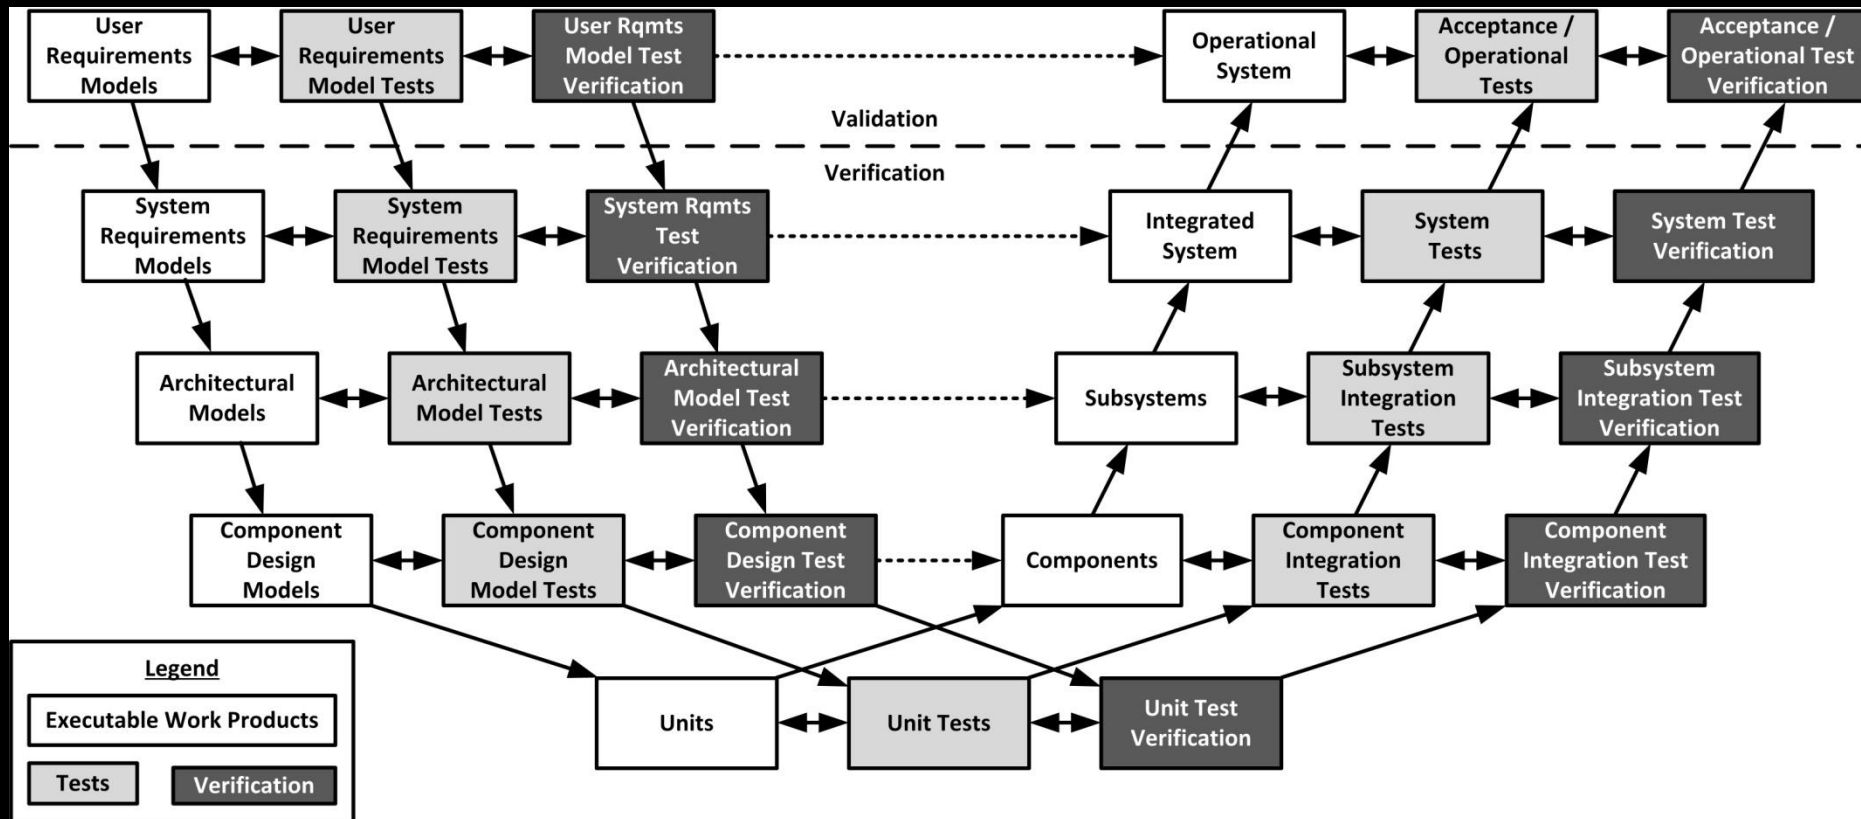 User
Requirements
Models
User
Requirements
Model Tests
User Rqmts
Model Test
Verification
Operational
System
Acceptance /
Operational
Tests
Acceptance /
Operational Test
Verification
Validation
Verification
System
Requirements
Models
System
Requirements
Model Tests
System Rqmts
Test
Verification
Integrated
System
System
Tests
System Test
Verification
Architectural
Models
Architectural
Model Tests
Architectural
Model Test
Verification
Subsystems
Subsystem
Integration
Tests
Subsystem
Integration Test
Verification
Component
Design
Models
Component
Design
Model Tests
Component
Design Test
Verification
Components
Component
Integration
Tests
Component
Integration Test
Verification
Units
Unit Tests
Unit Test
Verification
Legend
Executable Work Products
Tests
Verification